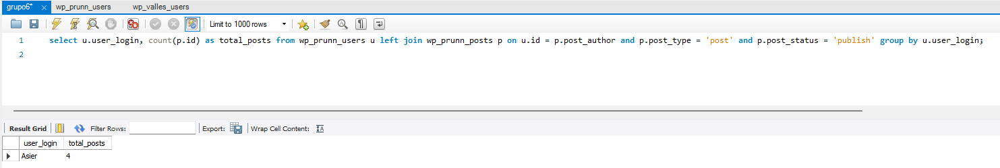 grupo6* wp_prunn_users wp_valles_users
Limit to 1000 rows
1 select u.user_login, count(p.id) as total_posts from wp_prunn_users u left join wp_prunn_posts p on u.id = p.post_author and p.post_type = 'post' and p.post_status = 'publish' group by u.user_login;
2
Result Grid Filter Rows: Export: Wrap Cell Content:
user_login total_posts
Asier 4